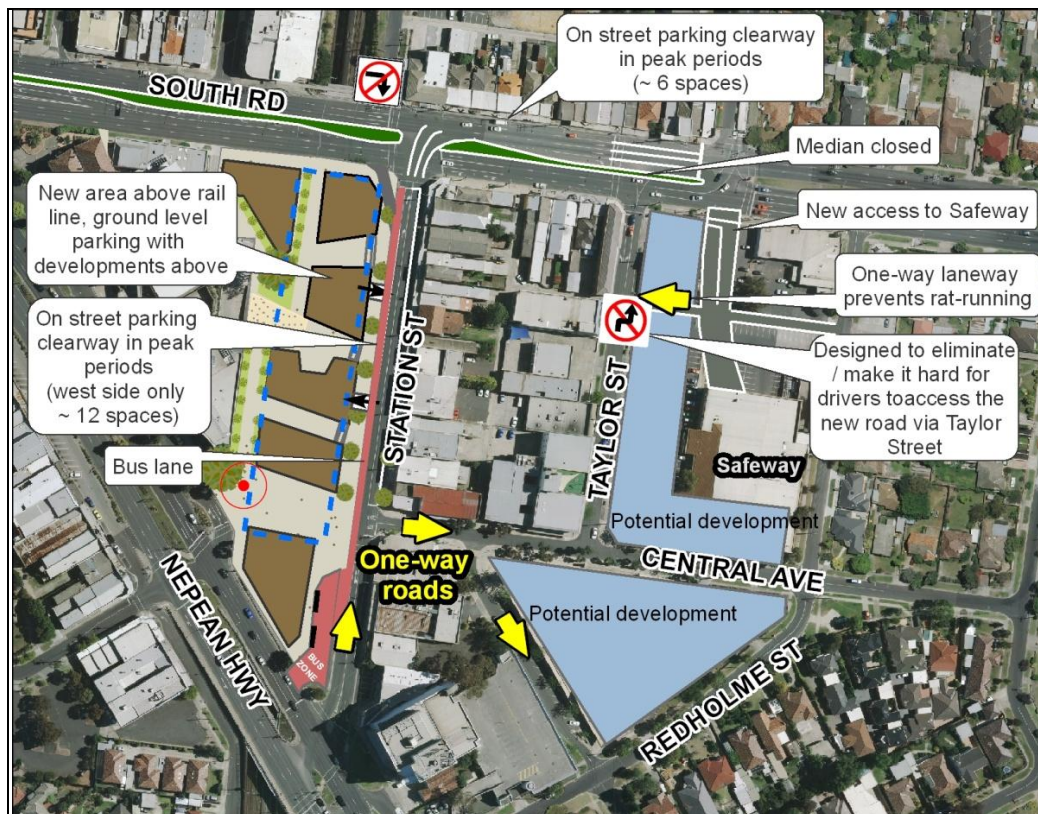 On street parking clearway
in peak periods
(~ 6 spaces)
SOUTH RD
Median closed
New area above rail
line, ground level
parking with
developments above
New access to Safeway
One-way laneway
prevents rat-running
On street parking
clearway in peak
periods
(west side only
~ 12 spaces)
STATION ST
TAYLOR ST
Designed to eliminate
/ make it hard for
drivers toaccess the
new road via Taylor
Street
Bus lane
Safeway
Potential development
One-way
roads
CENTRAL AVE
NEPEAN HWY
Potential development
BUS
ZONE
REDHOLME ST